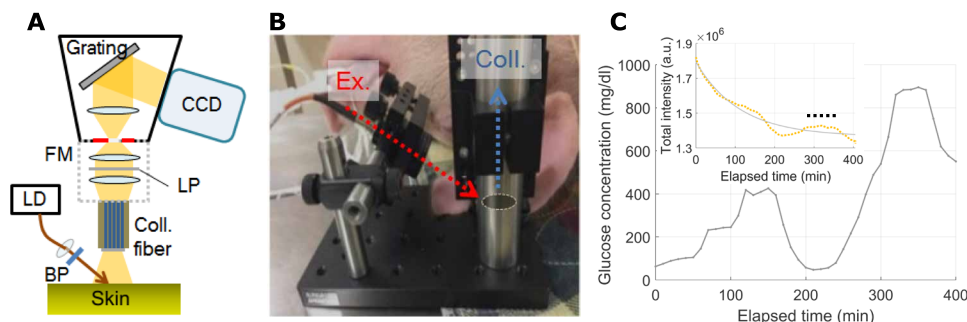 A
Grating
CCD
FM
LP
LD
Coll.
fiber
BP
Skin
B
Ex.
Coll.
C
Glucose concentration (mg/dl)
1000
800
600
400
200
0
0
100
200
300
400
Elapsed time (min)
×10⁶
Total intensity (a.u.)
1.9
1.7
1.5
1.3
0
100
200
300
400
Elapsed time (min)